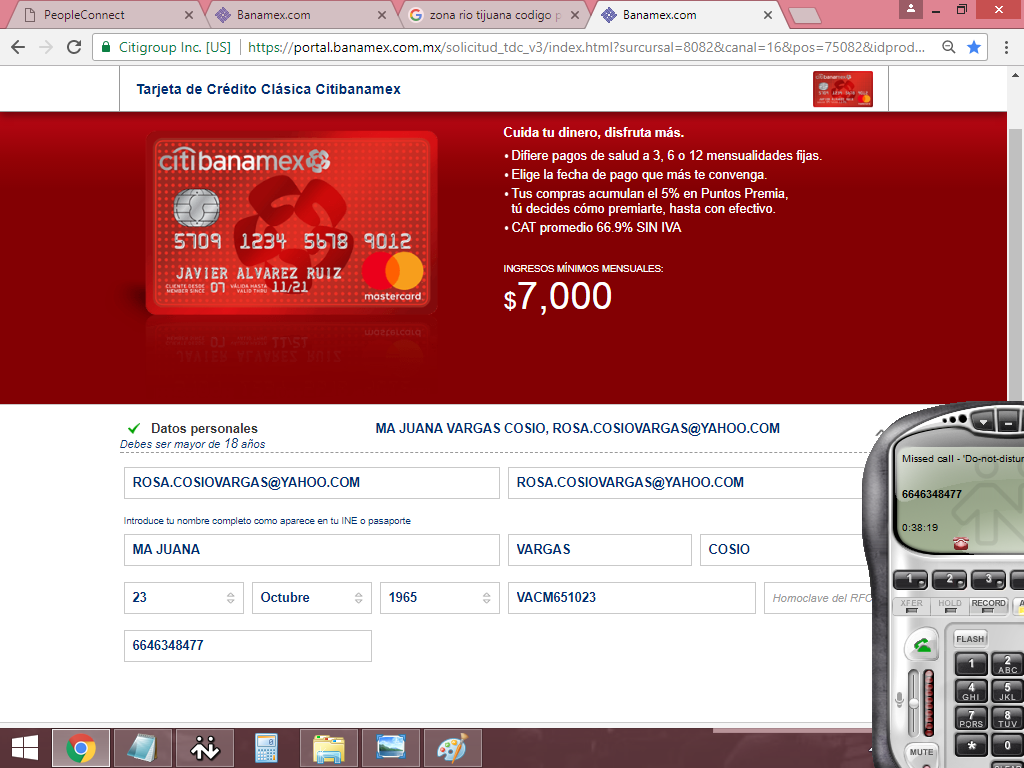 PeopleConnect
Banamex.com
zona rio tijuana codigo p
Banamex.com
Citigroup Inc. [US]
https://portal.banamex.com.mx/solicitud_tdc_v3/index.html?surcursal=8082&canal=16&pos=75082&idprod...
Tarjeta de Crédito Clásica Citibanamex
citibanamex
5709 1234 5678 9012
JAVIER ALVAREZ RUIZ
CLIENTE DESDE MEMBER SINCE 07 VÁLIDA HASTA VALID THRU 11/21
mastercard
Cuida tu dinero, disfruta más.
• Difiere pagos de salud a 3, 6 o 12 mensualidades fijas.
• Elige la fecha de pago que más te convenga.
• Tus compras acumulan el 5% en Puntos Premia,
tú decides cómo premiarte, hasta con efectivo.
• CAT promedio 66.9% SIN IVA
INGRESOS MÍNIMOS MENSUALES:
$7,000
Datos personales
MA JUANA VARGAS COSIO, ROSA.COSIOVARGAS@YAHOO.COM
Debes ser mayor de 18 años
ROSA.COSIOVARGAS@YAHOO.COM
ROSA.COSIOVARGAS@YAHOO.COM
Introduce tu nombre completo como aparece en tu INE o pasaporte
MA JUANA
VARGAS
COSIO
23
Octubre
1965
VACM651023
Homoclave del RFC
6646348477
Missed call - 'Do-not-distur
6646348477
0:38:19
1 2 3
XFER HOLD RECORD A
FLASH
1 2 ABC
4 GHI 5 JKL
7 PQRS 8 TUV
* 0
MUTE
CLEAR